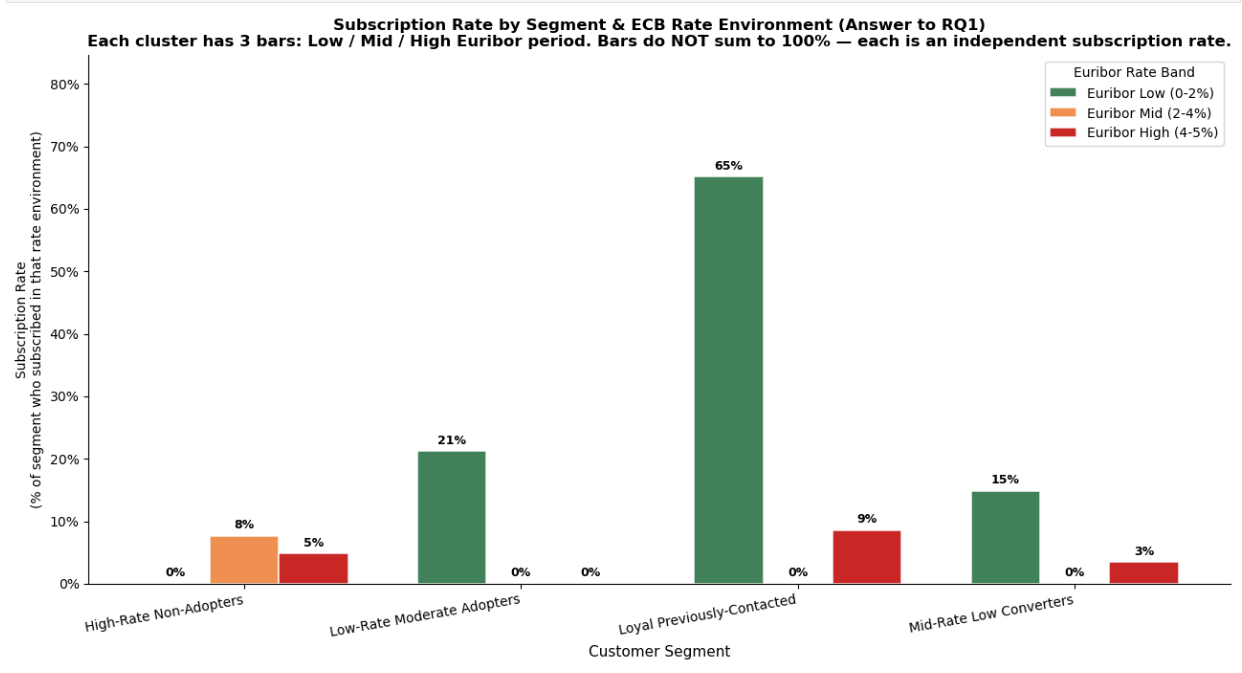 Subscription Rate by Segment & ECB Rate Environment (Answer to RQ1)
Each cluster has 3 bars: Low / Mid / High Euribor period. Bars do NOT sum to 100% — each is an independent subscription rate.
Euribor Rate Band
Euribor Low (0-2%)
Euribor Mid (2-4%)
Euribor High (4-5%)
Subscription Rate
(% of segment who subscribed in that rate environment)
80%
70%
60%
50%
40%
30%
20%
10%
0%
0%
8%
5%
21%
0%
0%
65%
0%
9%
15%
0%
3%
High-Rate Non-Adopters
Low-Rate Moderate Adopters
Loyal Previously-Contacted
Mid-Rate Low Converters
Customer Segment